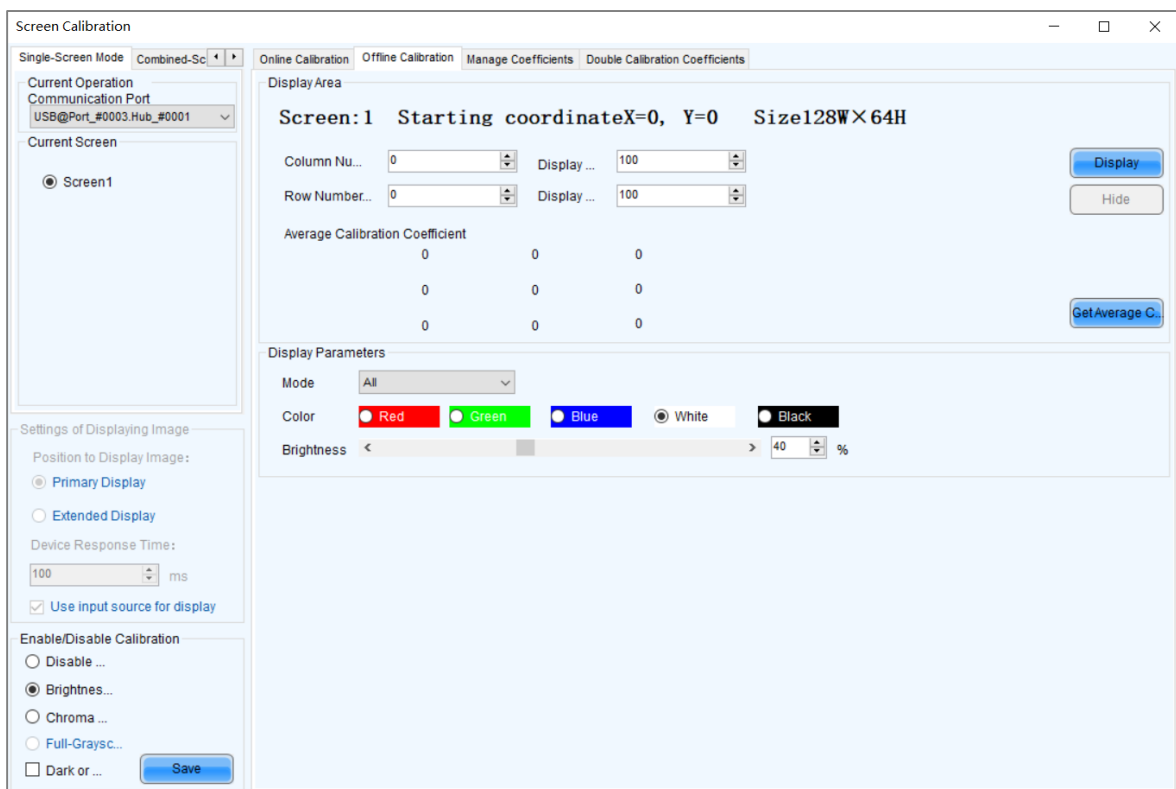 Screen Calibration
Single-Screen Mode
Combined-Sc
Current Operation
Communication Port
USB@Port_#0003.Hub_#0001
Current Screen
Screen1
Settings of Displaying Image
Position to Display Image:
Primary Display
Extended Display
Device Response Time:
100 ms
Use input source for display
Enable/Disable Calibration
Disable ...
Brightnes...
Chroma ...
Full-Graysc...
Dark or ...
Save
Online Calibration
Offline Calibration
Manage Coefficients
Double Calibration Coefficients
Display Area
Screen:1 Starting coordinateX=0, Y=0 Size128W×64H
Column Nu... 0 Display ... 100
Display
Row Number... 0 Display ... 100
Hide
Average Calibration Coefficient
0 0 0
0 0 0
0 0 0
Get Average C...
Display Parameters
Mode All
Color Red Green Blue White Black
Brightness < > 40 %